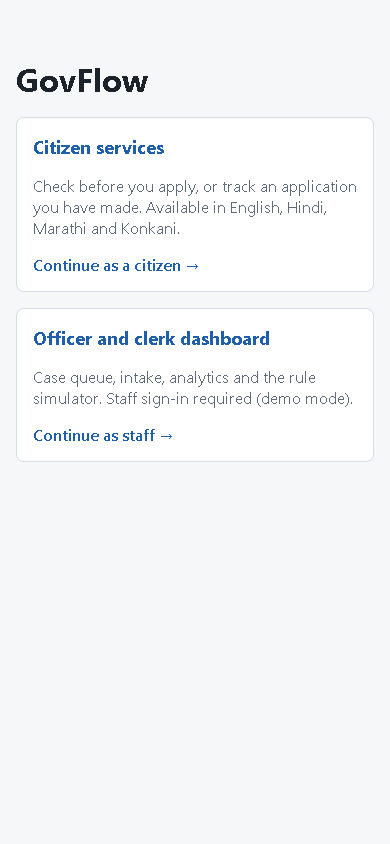 GovFlow
Citizen services
Check before you apply, or track an application
you have made. Available in English, Hindi,
Marathi and Konkani.
Continue as a citizen →
Officer and clerk dashboard
Case queue, intake, analytics and the rule
simulator. Staff sign-in required (demo mode).
Continue as staff →